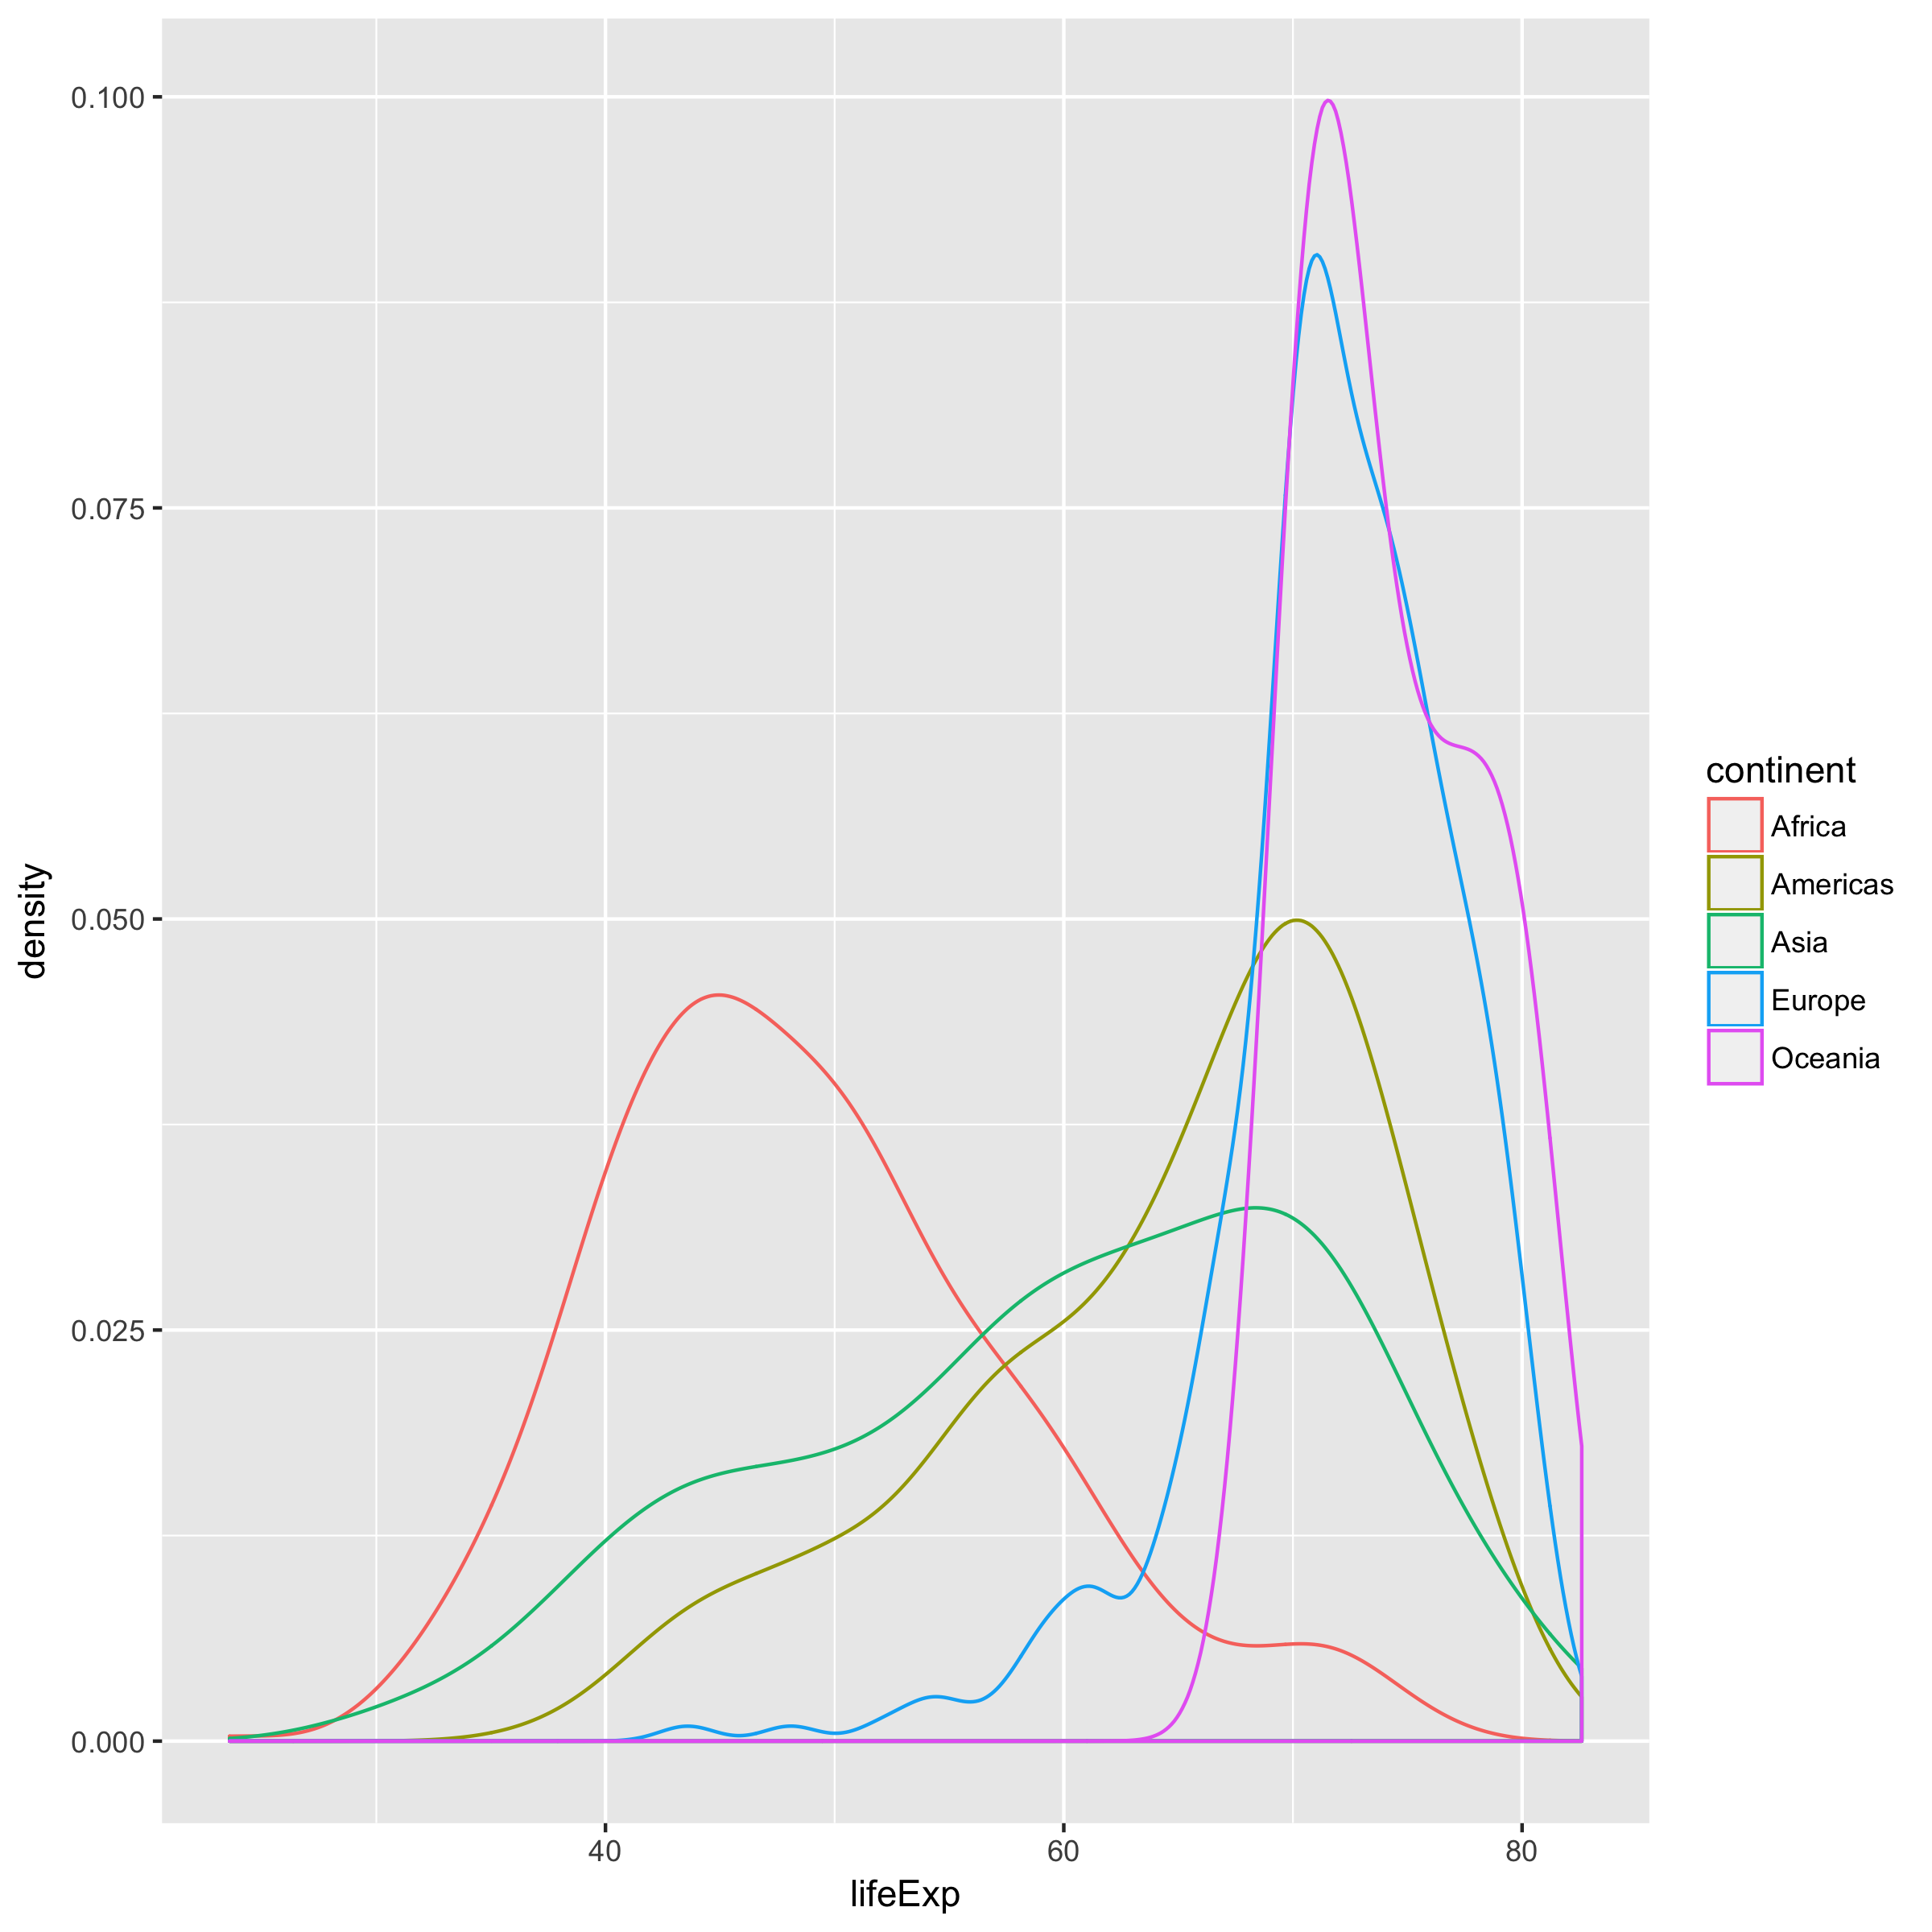 0.100
0.075
0.050
0.025
0.000
density
40 60 80
lifeExp
continent
Africa
Americas
Asia
Europe
Oceania